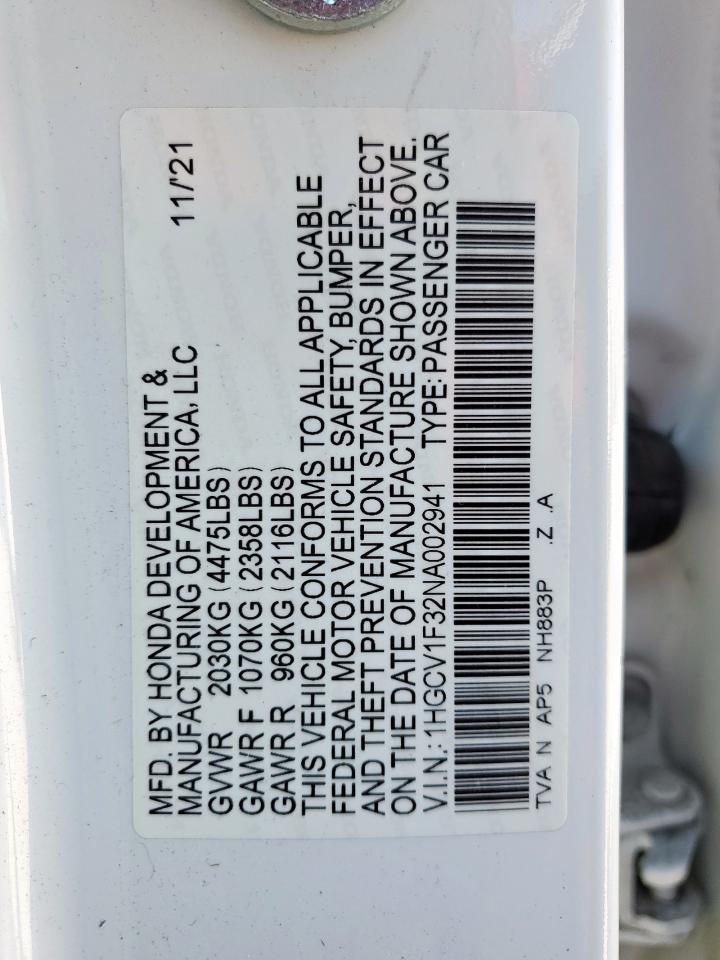 MFD. BY HONDA DEVELOPMENT & 11/'21
MANUFACTURING OF AMERICA, LLC
GVWR 2030KG (4475LBS)
GAWR F 1070KG (2358LBS)
GAWR R 960KG (2116LBS)
THIS VEHICLE CONFORMS TO ALL APPLICABLE
FEDERAL MOTOR VEHICLE SAFETY, BUMPER,
AND THEFT PREVENTION STANDARDS IN EFFECT
ON THE DATE OF MANUFACTURE SHOWN ABOVE.
V.I.N.: 1HGCV1F32NA002941 TYPE: PASSENGER CAR
TVA N AP5 NH883P .Z .A